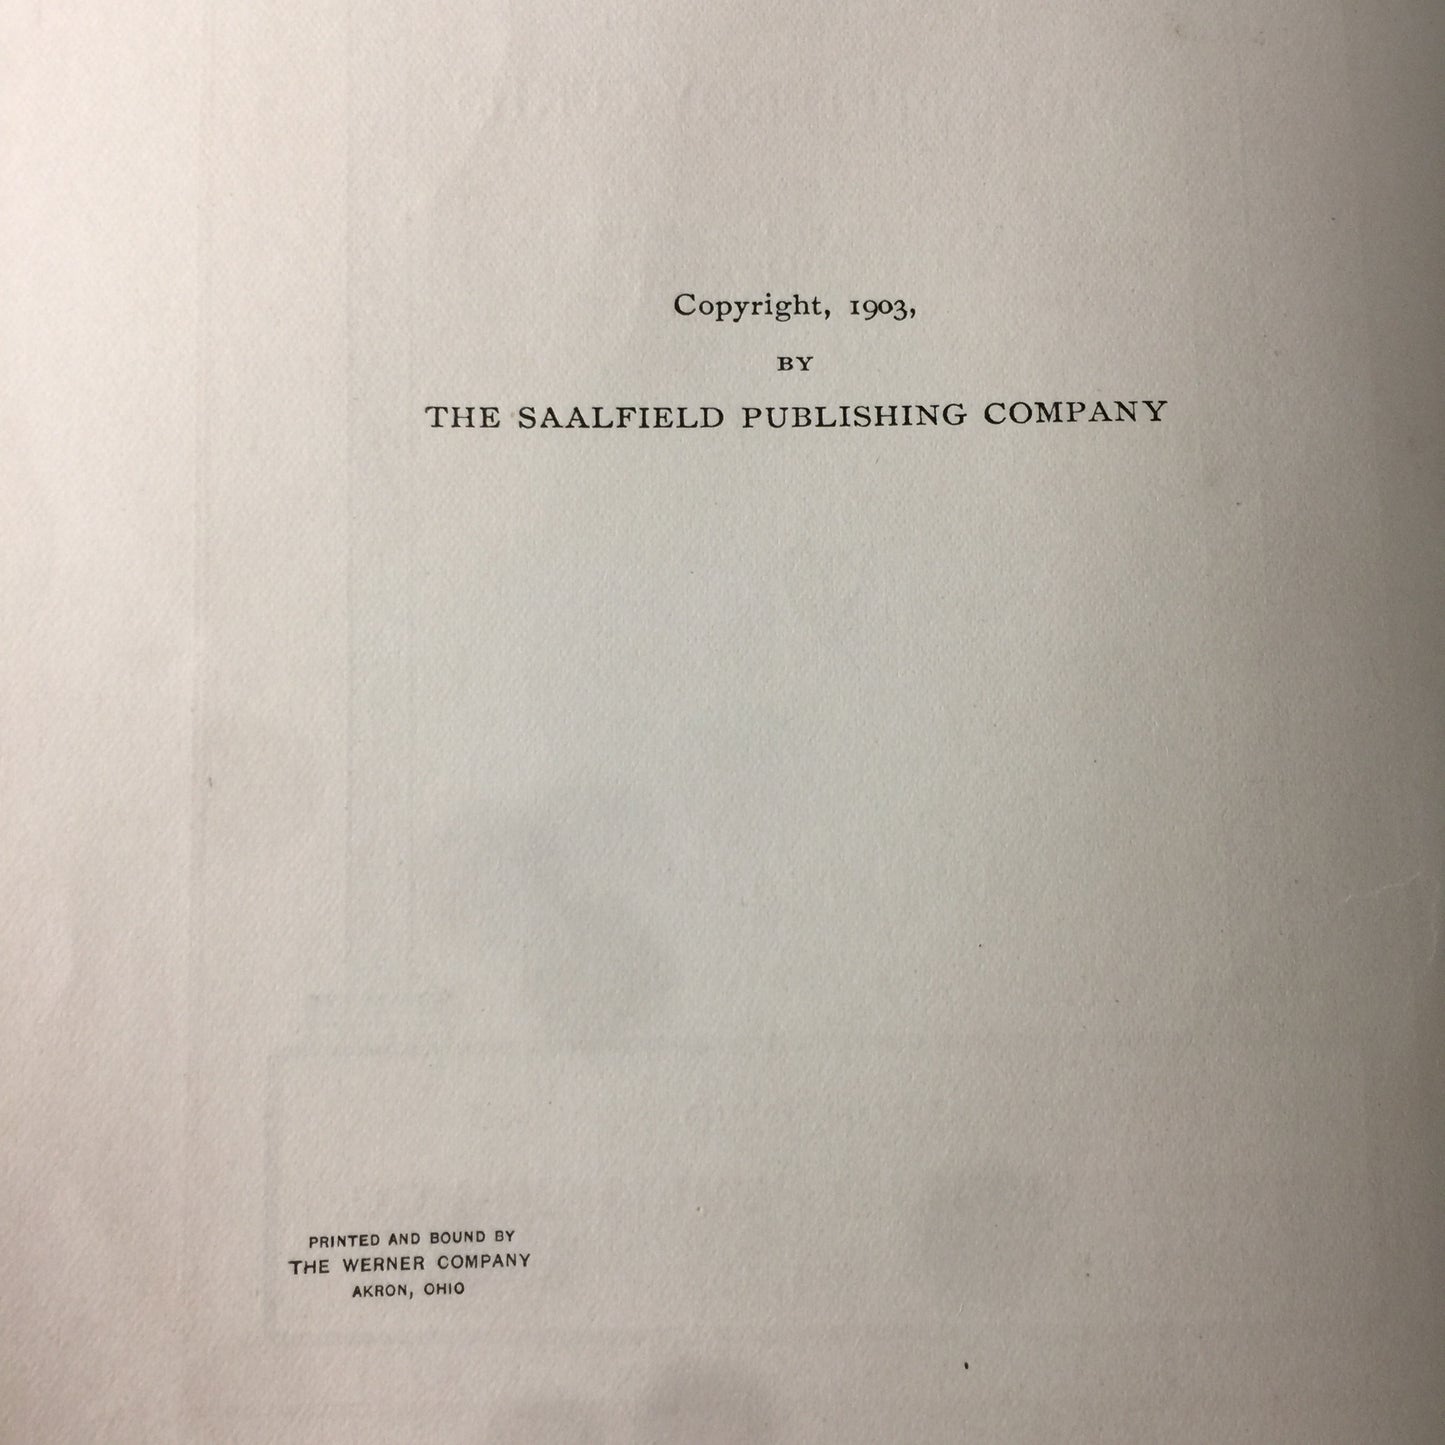 Copyright, 1903,
BY
THE SAALFIELD PUBLISHING COMPANY
PRINTED AND BOUND BY
THE WERNER COMPANY
AKRON, OHIO